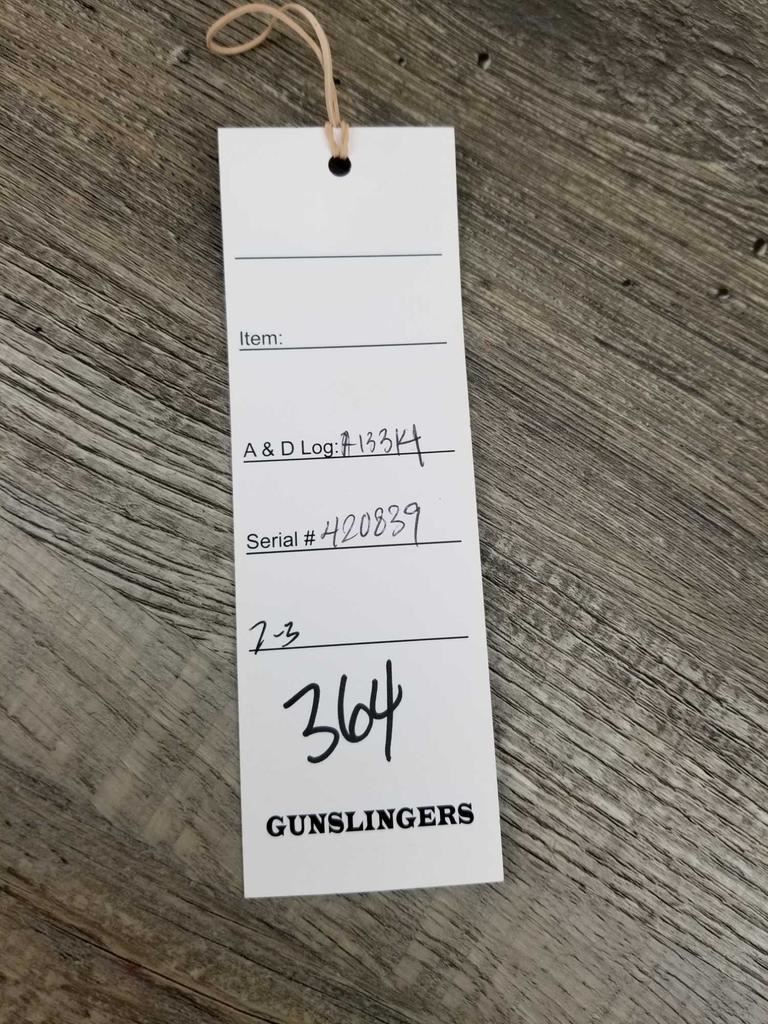 Item:
A & D Log: A133K4
Serial # 420839
7-3
364
GUNSLINGERS